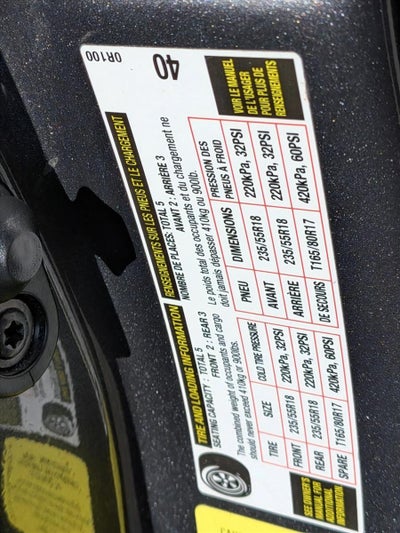 TIRE AND LOADING INFORMATION
SEATING CAPACITY : TOTAL 5
FRONT 2 : REAR 3
The combined weight of occupants and cargo
should never exceed 410kg or 900lbs.
TIRE SIZE COLD TIRE PRESSURE
FRONT 235/55R18 220kPa, 32PSI
REAR 235/55R18 220kPa, 32PSI
SPARE T165/80R17 420kPa, 60PSI
SEE OWNER'S
MANUAL FOR
ADDITIONAL
INFORMATION
RENSEIGNEMENTS SUR LES PNEUS ET LE CHARGEMENT
NOMBRE DE PLACES: TOTAL 5
AVANT 2 : ARRIÈRE 3
Le poids total des occupants et du chargement ne
doit jamais dépasser 410kg or 900lb.
PNEU DIMENSIONS PRESSION DES
PNEUS À FROID
AVANT 235/55R18 220kPa, 32PSI
ARRIÈRE 235/55R18 220kPa, 32PSI
DE SECOURS T165/80R17 420kPa, 60PSI
VOIR LE MANUEL
DE L'USAGER
POUR PLUS DE
RENSEIGNEMENTS
0R100
40